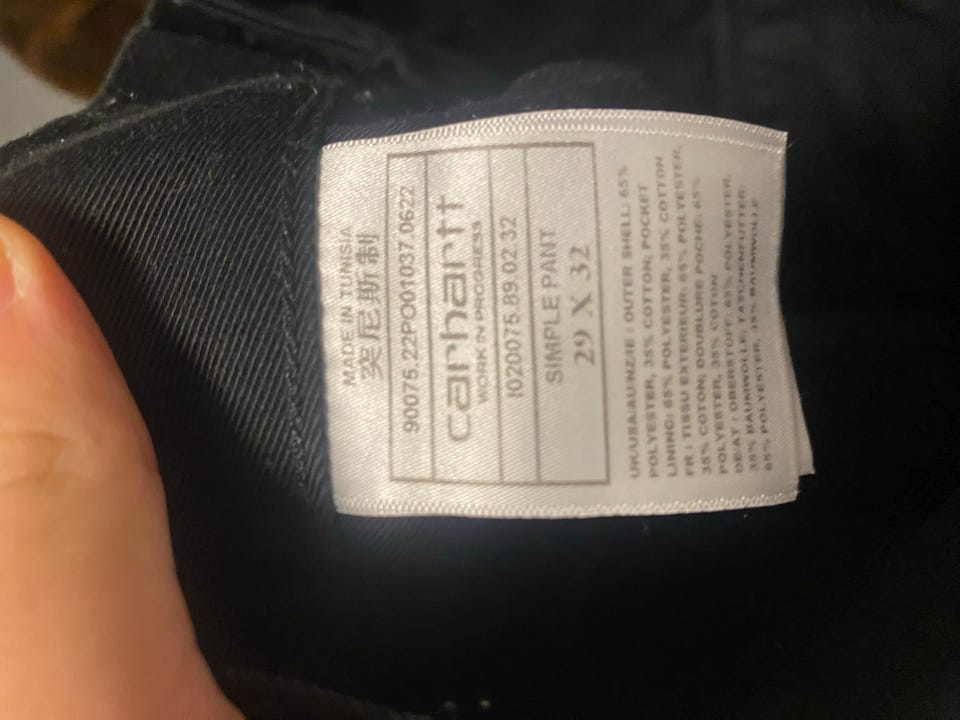 MADE IN TUNISIA
突尼斯制
90075.22PO01037.0622
carhartt
WORK IN PROGRESS
I020075.89.02.32
SIMPLE PANT
29 X 32
UK/USA/AU/NZ/IE : OUTER SHELL: 65%
POLYESTER, 35% COTTON; POCKET
LINING: 65% POLYESTER, 35% COTTON
FR : TISSU EXTERIEUR: 65% POLYESTER,
35% COTON; DOUBLURE POCHE: 65%
POLYESTER, 35% COTON
DE/AT : OBERSTOFF: 65% POLYESTER,
35% BAUMWOLLE; TASCHENFUTTER:
65% POLYESTER, 35% BAUMWOLLE